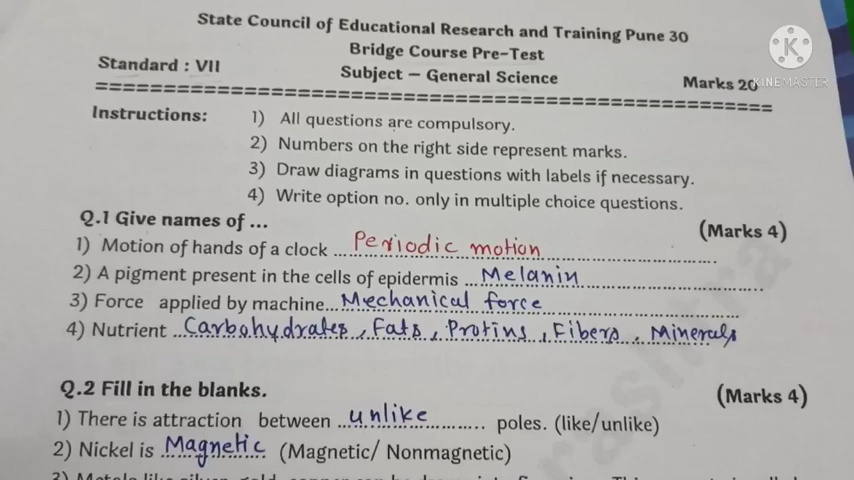 State Council of Educational Research and Training Pune 30
Bridge Course Pre-Test
Standard : VII
Subject – General Science
Marks 20
K
KINEMASTER
Instructions: 1) All questions are compulsory.
2) Numbers on the right side represent marks.
3) Draw diagrams in questions with labels if necessary.
4) Write option no. only in multiple choice questions.
Q.1 Give names of ... (Marks 4)
1) Motion of hands of a clock ... Periodic motion
2) A pigment present in the cells of epidermis ... Melanin
3) Force applied by machine... Mechanical force
4) Nutrient ... Carbohydrates, Fats, Protins, Fibers, Minerals
Q.2 Fill in the blanks. (Marks 4)
1) There is attraction between ... unlike ... poles. (like/unlike)
2) Nickel is Magnetic (Magnetic/ Nonmagnetic)